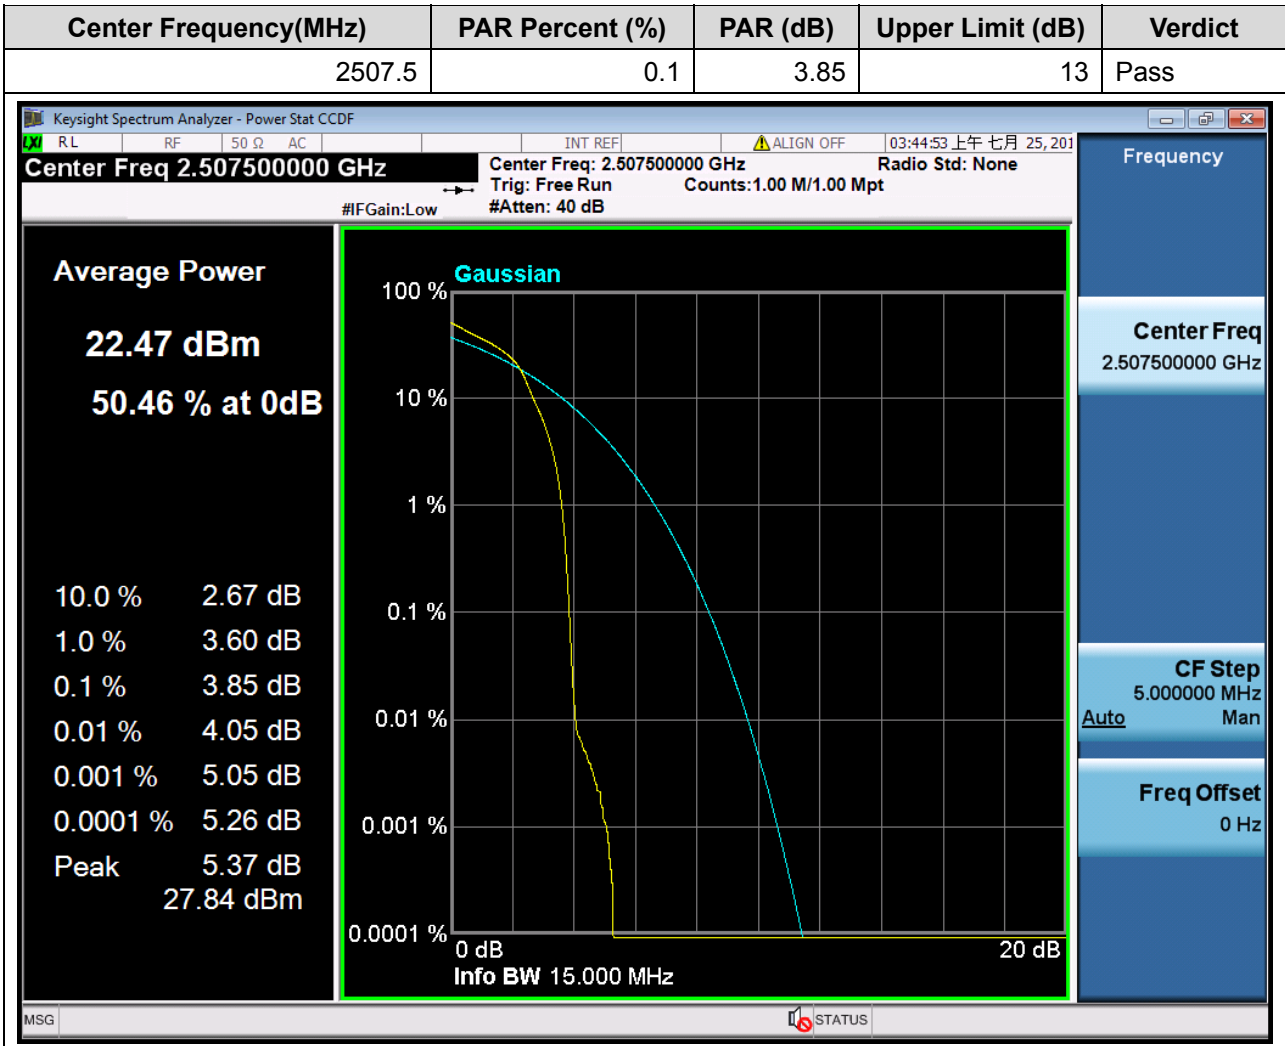 Center Frequency(MHz) PAR Percent (%) PAR (dB) Upper Limit (dB) Verdict
2507.5 0.1 3.85 13 Pass
Keysight Spectrum Analyzer - Power Stat CCDF
LXI RL RF 50 Ω AC INT REF ALIGN OFF 03:44:53 上午 七月 25, 201
Center Freq 2.507500000 GHz
#IFGain:Low
Center Freq: 2.507500000 GHz Radio Std: None
Trig: Free Run Counts:1.00 M/1.00 Mpt
#Atten: 40 dB
Average Power
22.47 dBm
50.46 % at 0dB
10.0 % 2.67 dB
1.0 % 3.60 dB
0.1 % 3.85 dB
0.01 % 4.05 dB
0.001 % 5.05 dB
0.0001 % 5.26 dB
Peak 5.37 dB
27.84 dBm
Gaussian
100 %
10 %
1 %
0.1 %
0.01 %
0.001 %
0.0001 %
0 dB 20 dB
Info BW 15.000 MHz
Frequency
Center Freq
2.507500000 GHz
CF Step
5.000000 MHz
Auto Man
Freq Offset
0 Hz
MSG STATUS